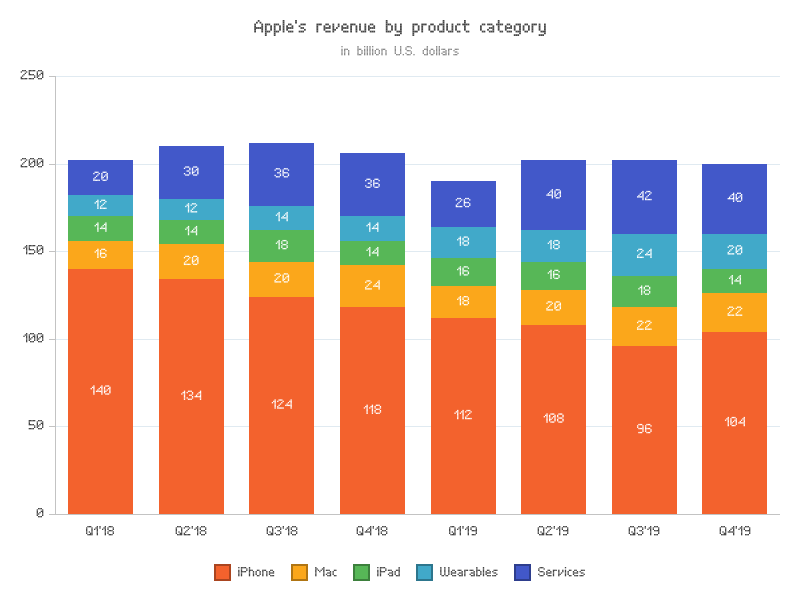 Apple's revenue by product category
in billion U.S. dollars
250
200
150
100
50
0
20 30 36 36 26 40 42 40
12 12 14 14 18 18 24 20
14 14 18 14 16 16 18 14
16 20 20 24 18 20 22 22
140 134 124 118 112 108 96 104
Q1'18 Q2'18 Q3'18 Q4'18 Q1'19 Q2'19 Q3'19 Q4'19
iPhone Mac iPad Wearables Services